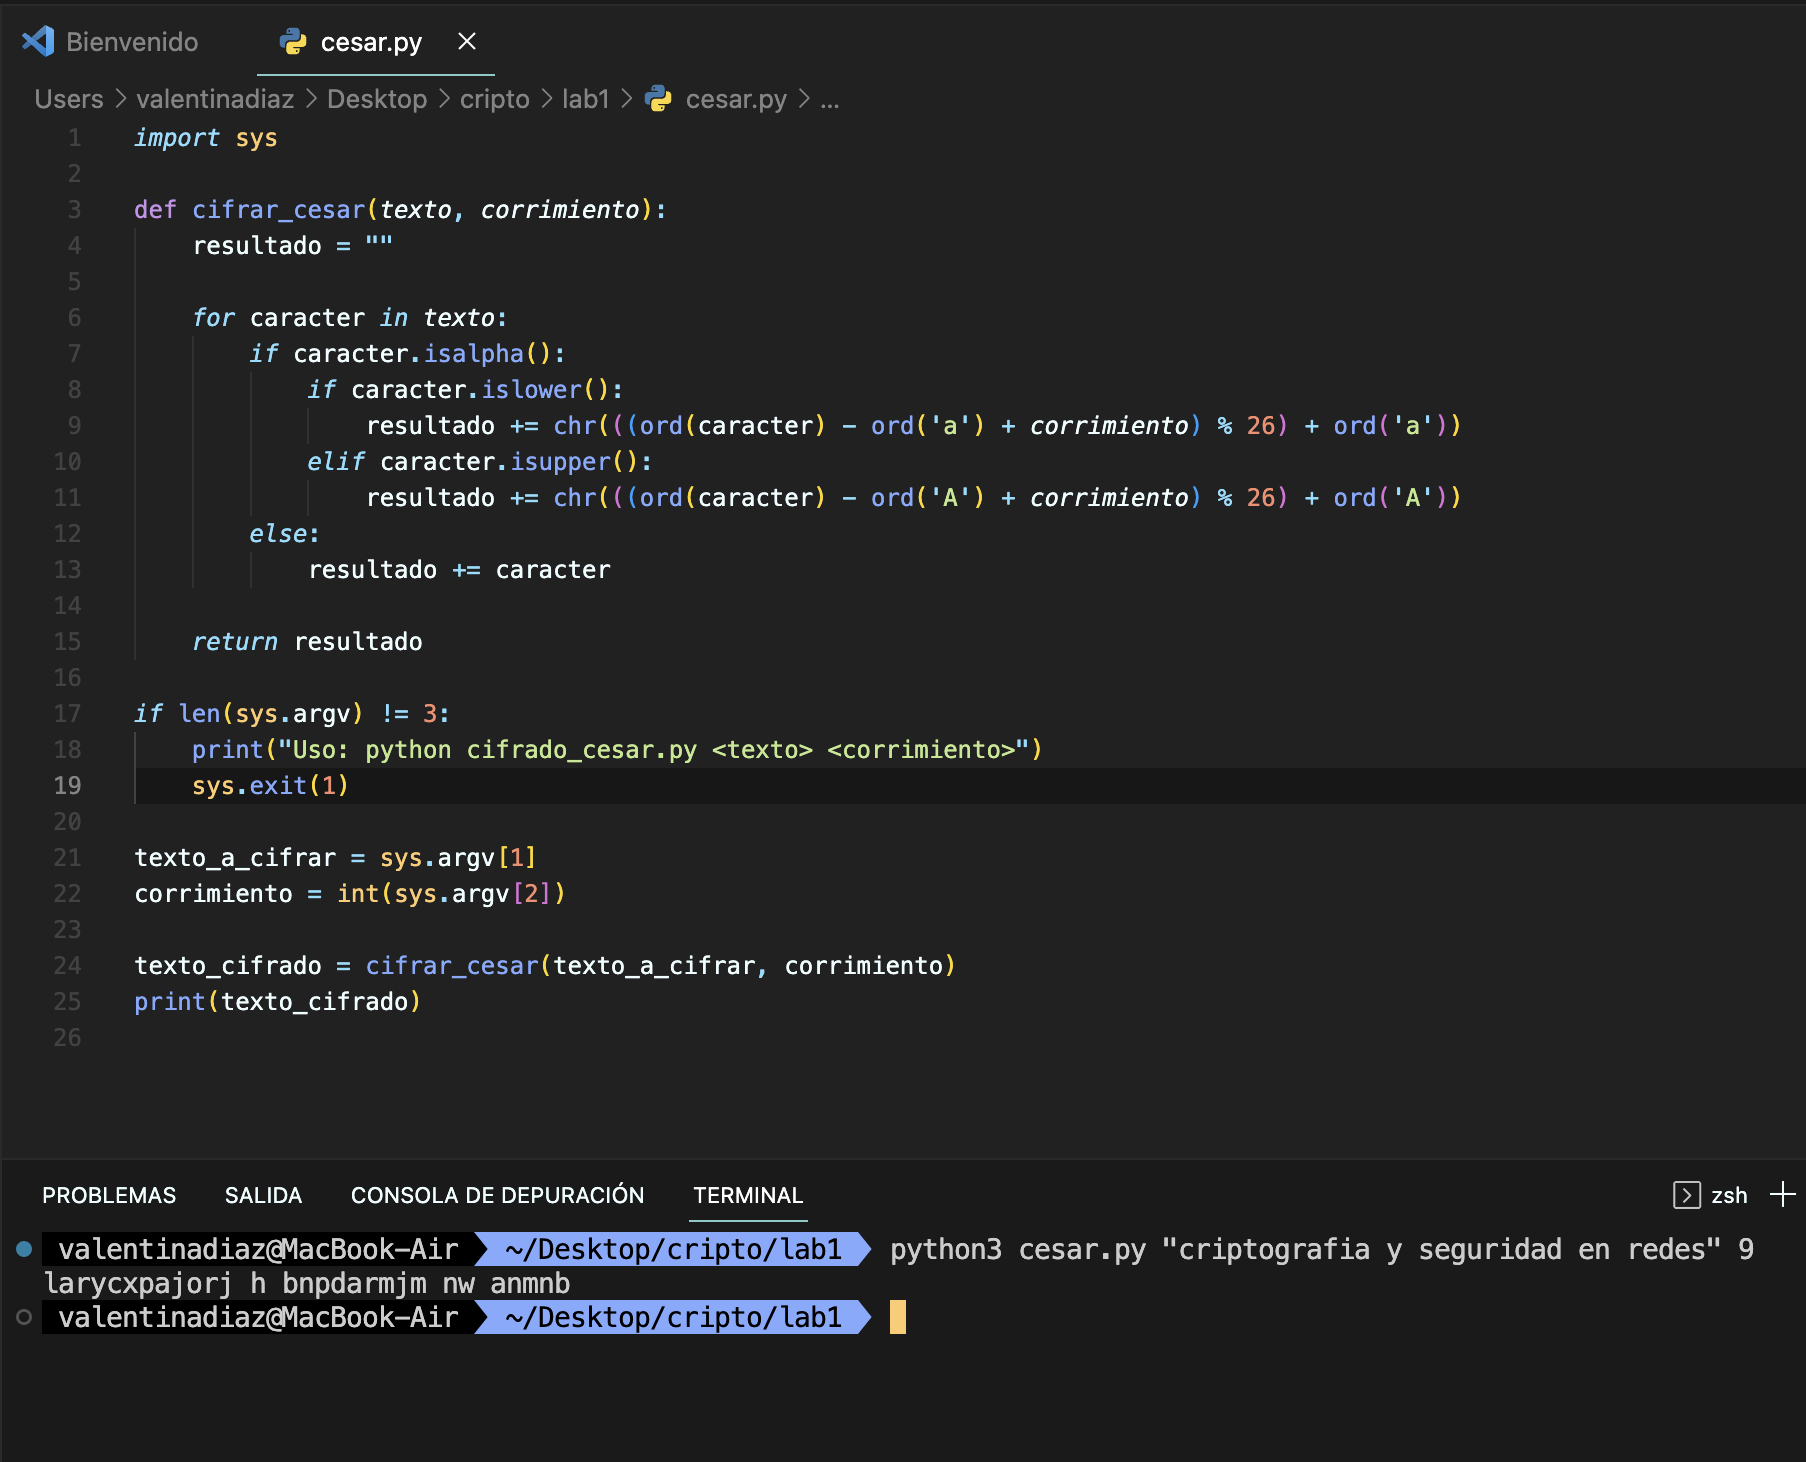 Bienvenido cesar.py
Users > valentinadiaz > Desktop > cripto > lab1 > cesar.py > ...
1 import sys
2
3 def cifrar_cesar(texto, corrimiento):
4     resultado = ""
5
6     for caracter in texto:
7         if caracter.isalpha():
8             if caracter.islower():
9                 resultado += chr(((ord(caracter) - ord('a') + corrimiento) % 26) + ord('a'))
10             elif caracter.isupper():
11                 resultado += chr(((ord(caracter) - ord('A') + corrimiento) % 26) + ord('A'))
12         else:
13             resultado += caracter
14
15     return resultado
16
17 if len(sys.argv) != 3:
18     print("Uso: python cifrado_cesar.py <texto> <corrimiento>")
19     sys.exit(1)
20
21 texto_a_cifrar = sys.argv[1]
22 corrimiento = int(sys.argv[2])
23
24 texto_cifrado = cifrar_cesar(texto_a_cifrar, corrimiento)
25 print(texto_cifrado)
26
PROBLEMAS SALIDA CONSOLA DE DEPURACIÓN TERMINAL zsh
valentinadiaz@MacBook-Air ~/Desktop/cripto/lab1 python3 cesar.py "criptografia y seguridad en redes" 9
larycxpajorj h bnpdarmjm nw anmnb
valentinadiaz@MacBook-Air ~/Desktop/cripto/lab1